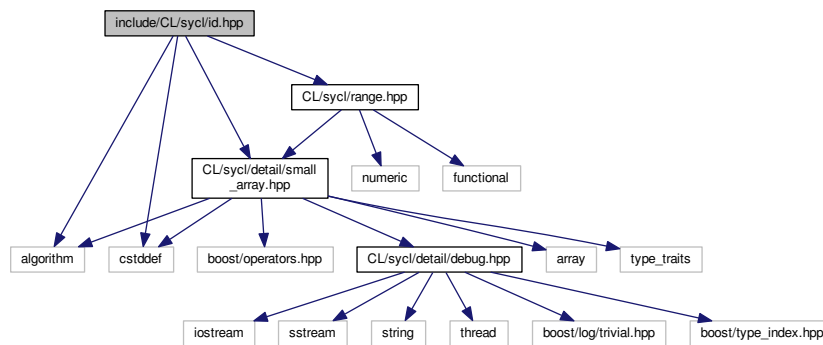 include/CL/sycl/id.hpp
CL/sycl/range.hpp
CL/sycl/detail/small
_array.hpp
numeric
functional
algorithm
cstddef
boost/operators.hpp
CL/sycl/detail/debug.hpp
array
type_traits
iostream
sstream
string
thread
boost/log/trivial.hpp
boost/type_index.hpp